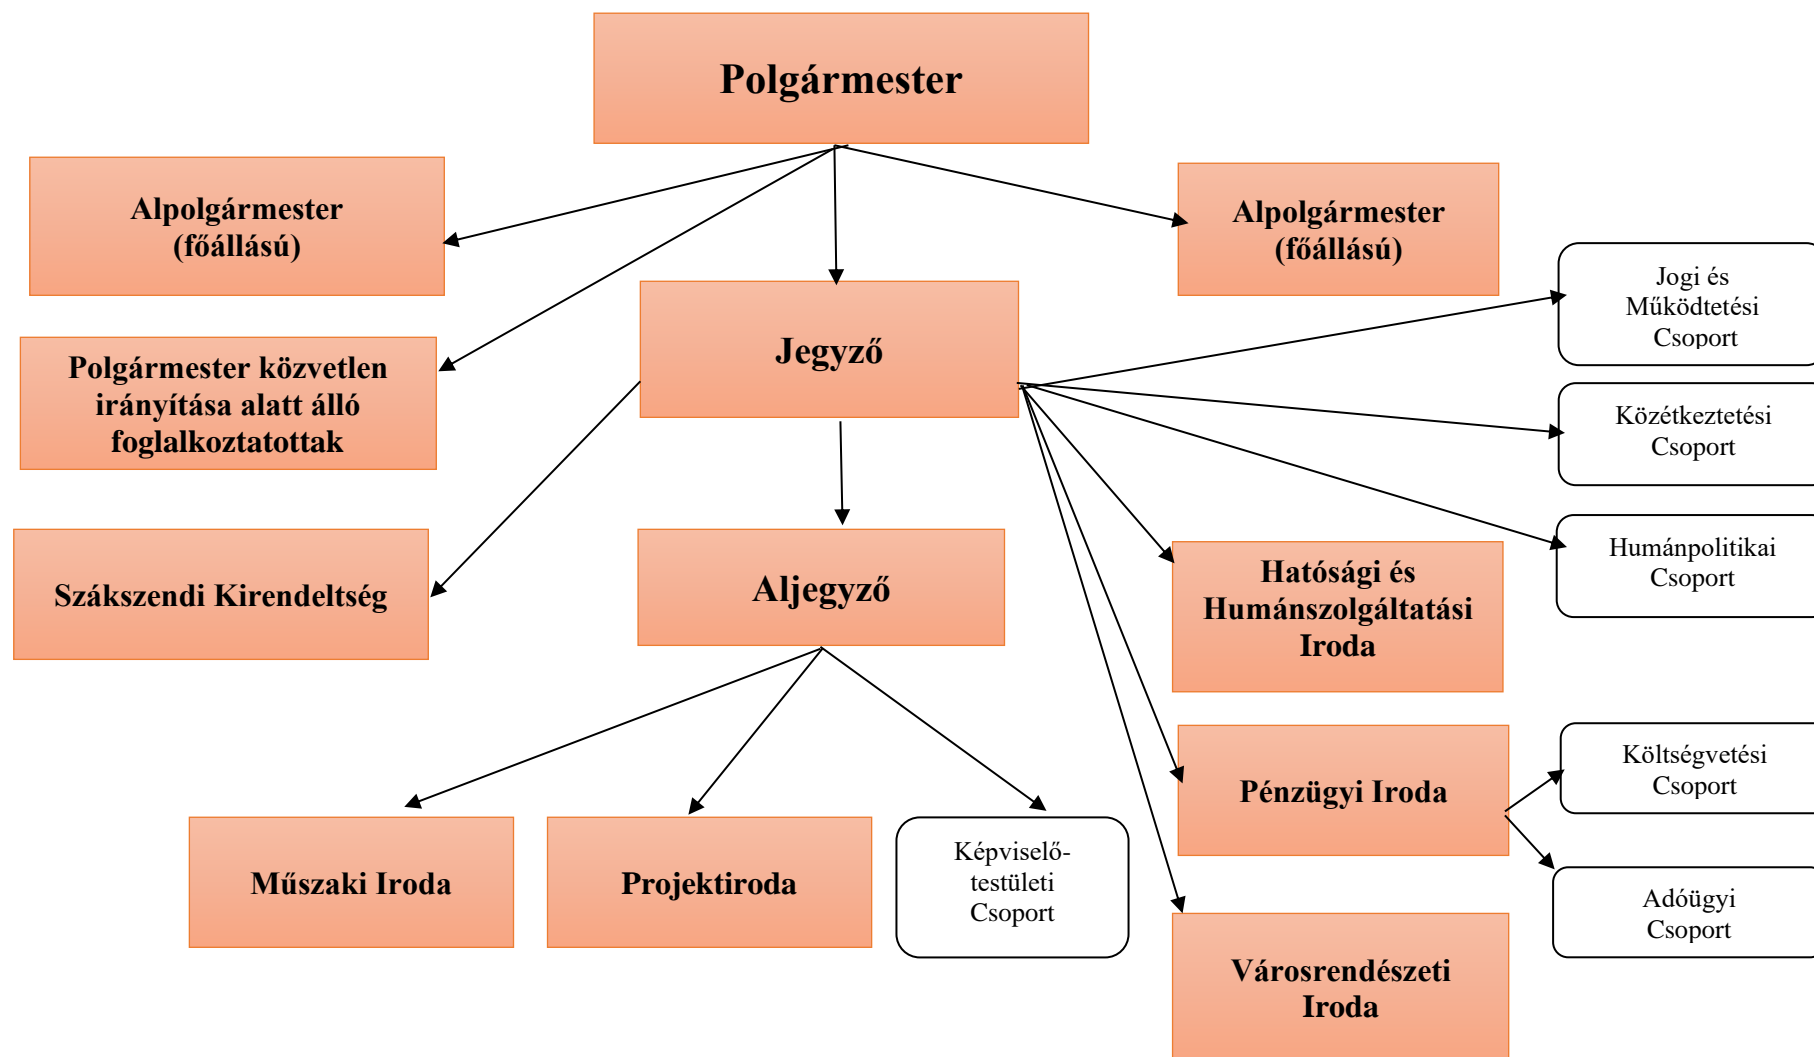 Polgármester
Alpolgármester
(főállású)
Alpolgármester
(főállású)
Jogi és
Működtetési
Csoport
Jegyző
Polgármester közvetlen
irányítása alatt álló
foglalkoztatottak
Közétkeztetési
Csoport
Humánpolitikai
Csoport
Szákszendi Kirendeltség
Aljegyző
Hatósági és
Humánszolgáltatási
Iroda
Pénzügyi Iroda
Költségvetési
Csoport
Műszaki Iroda
Projektiroda
Képviselő-
testületi
Csoport
Adóügyi
Csoport
Városrendészeti
Iroda